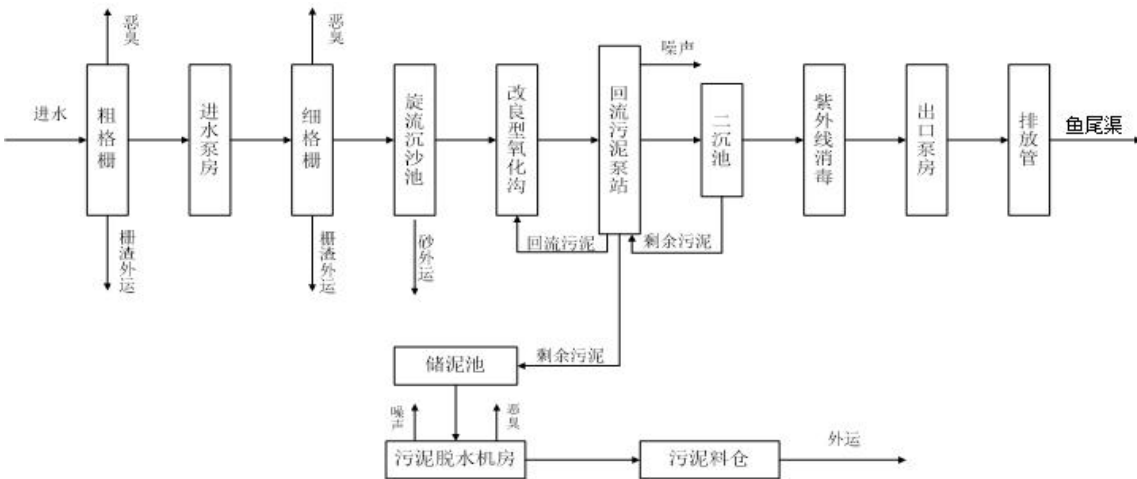 恶臭
恶臭
噪声
进水
粗格栅
进水泵房
细格栅
旋流沉沙池
改良型氧化沟
回流污泥泵站
二沉池
紫外线消毒
出口泵房
排放管
鱼尾渠
栅渣外运
栅渣外运
砂外运
回流污泥
剩余污泥
储泥池
剩余污泥
噪声
恶臭
污泥脱水机房
污泥料仓
外运